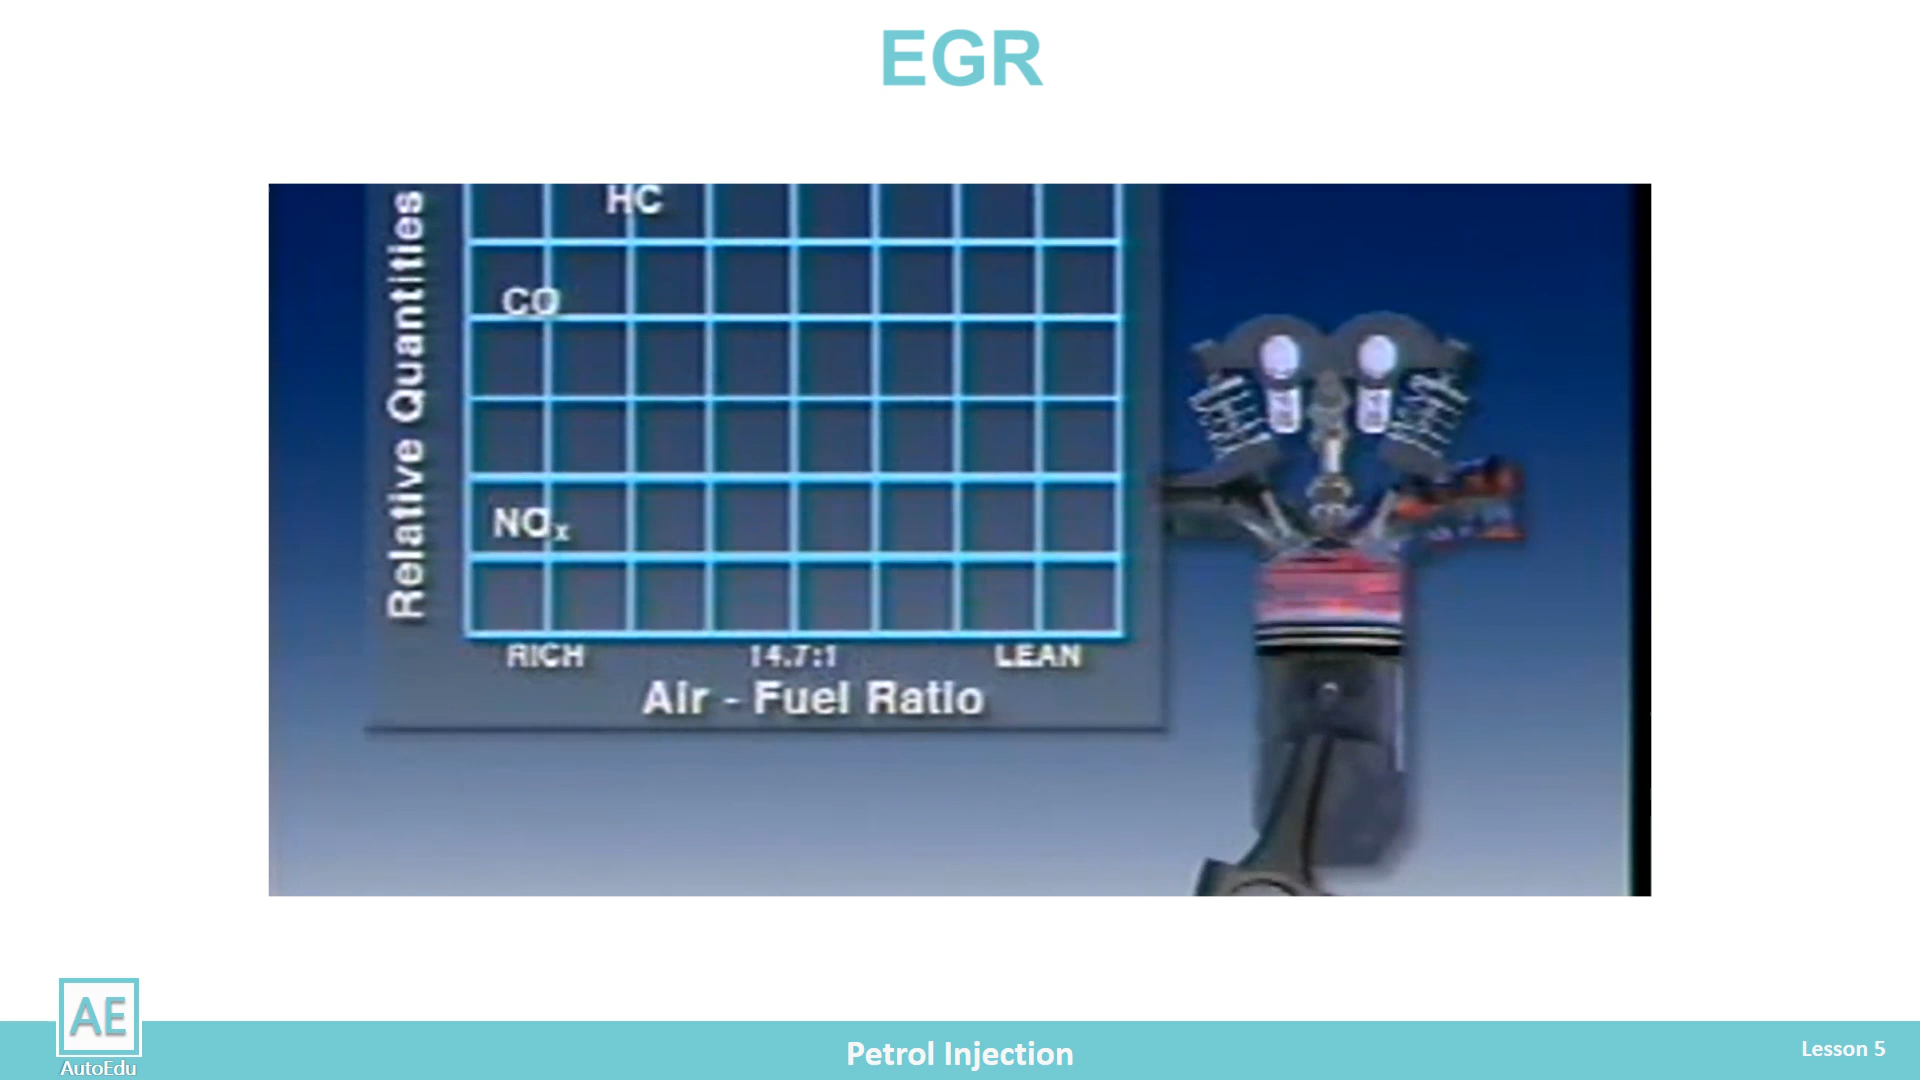 EGR
Relative Quantities
HC
CO
NOx
RICH 14.7:1 LEAN
Air - Fuel Ratio
AE
AutoEdu
Petrol Injection
Lesson 5